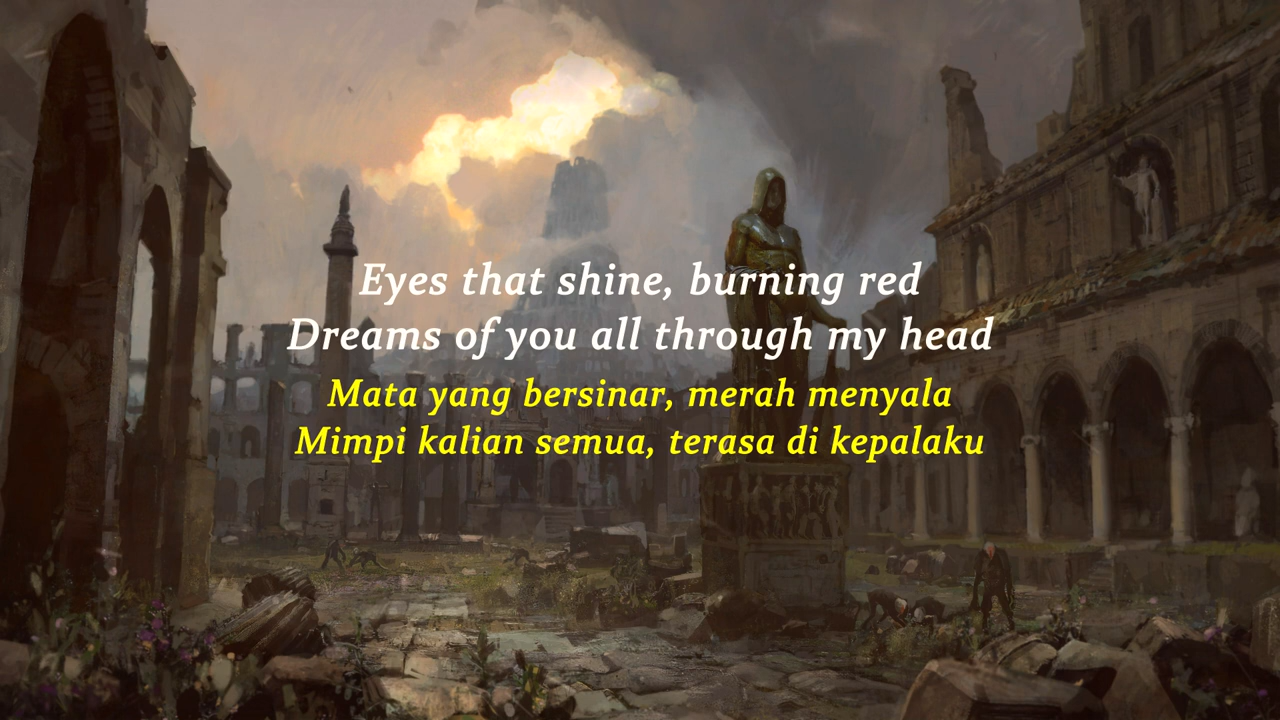 Eyes that shine, burning red
Dreams of you all through my head
Mata yang bersinar, merah menyala
Mimpi kalian semua, terasa di kepalaku